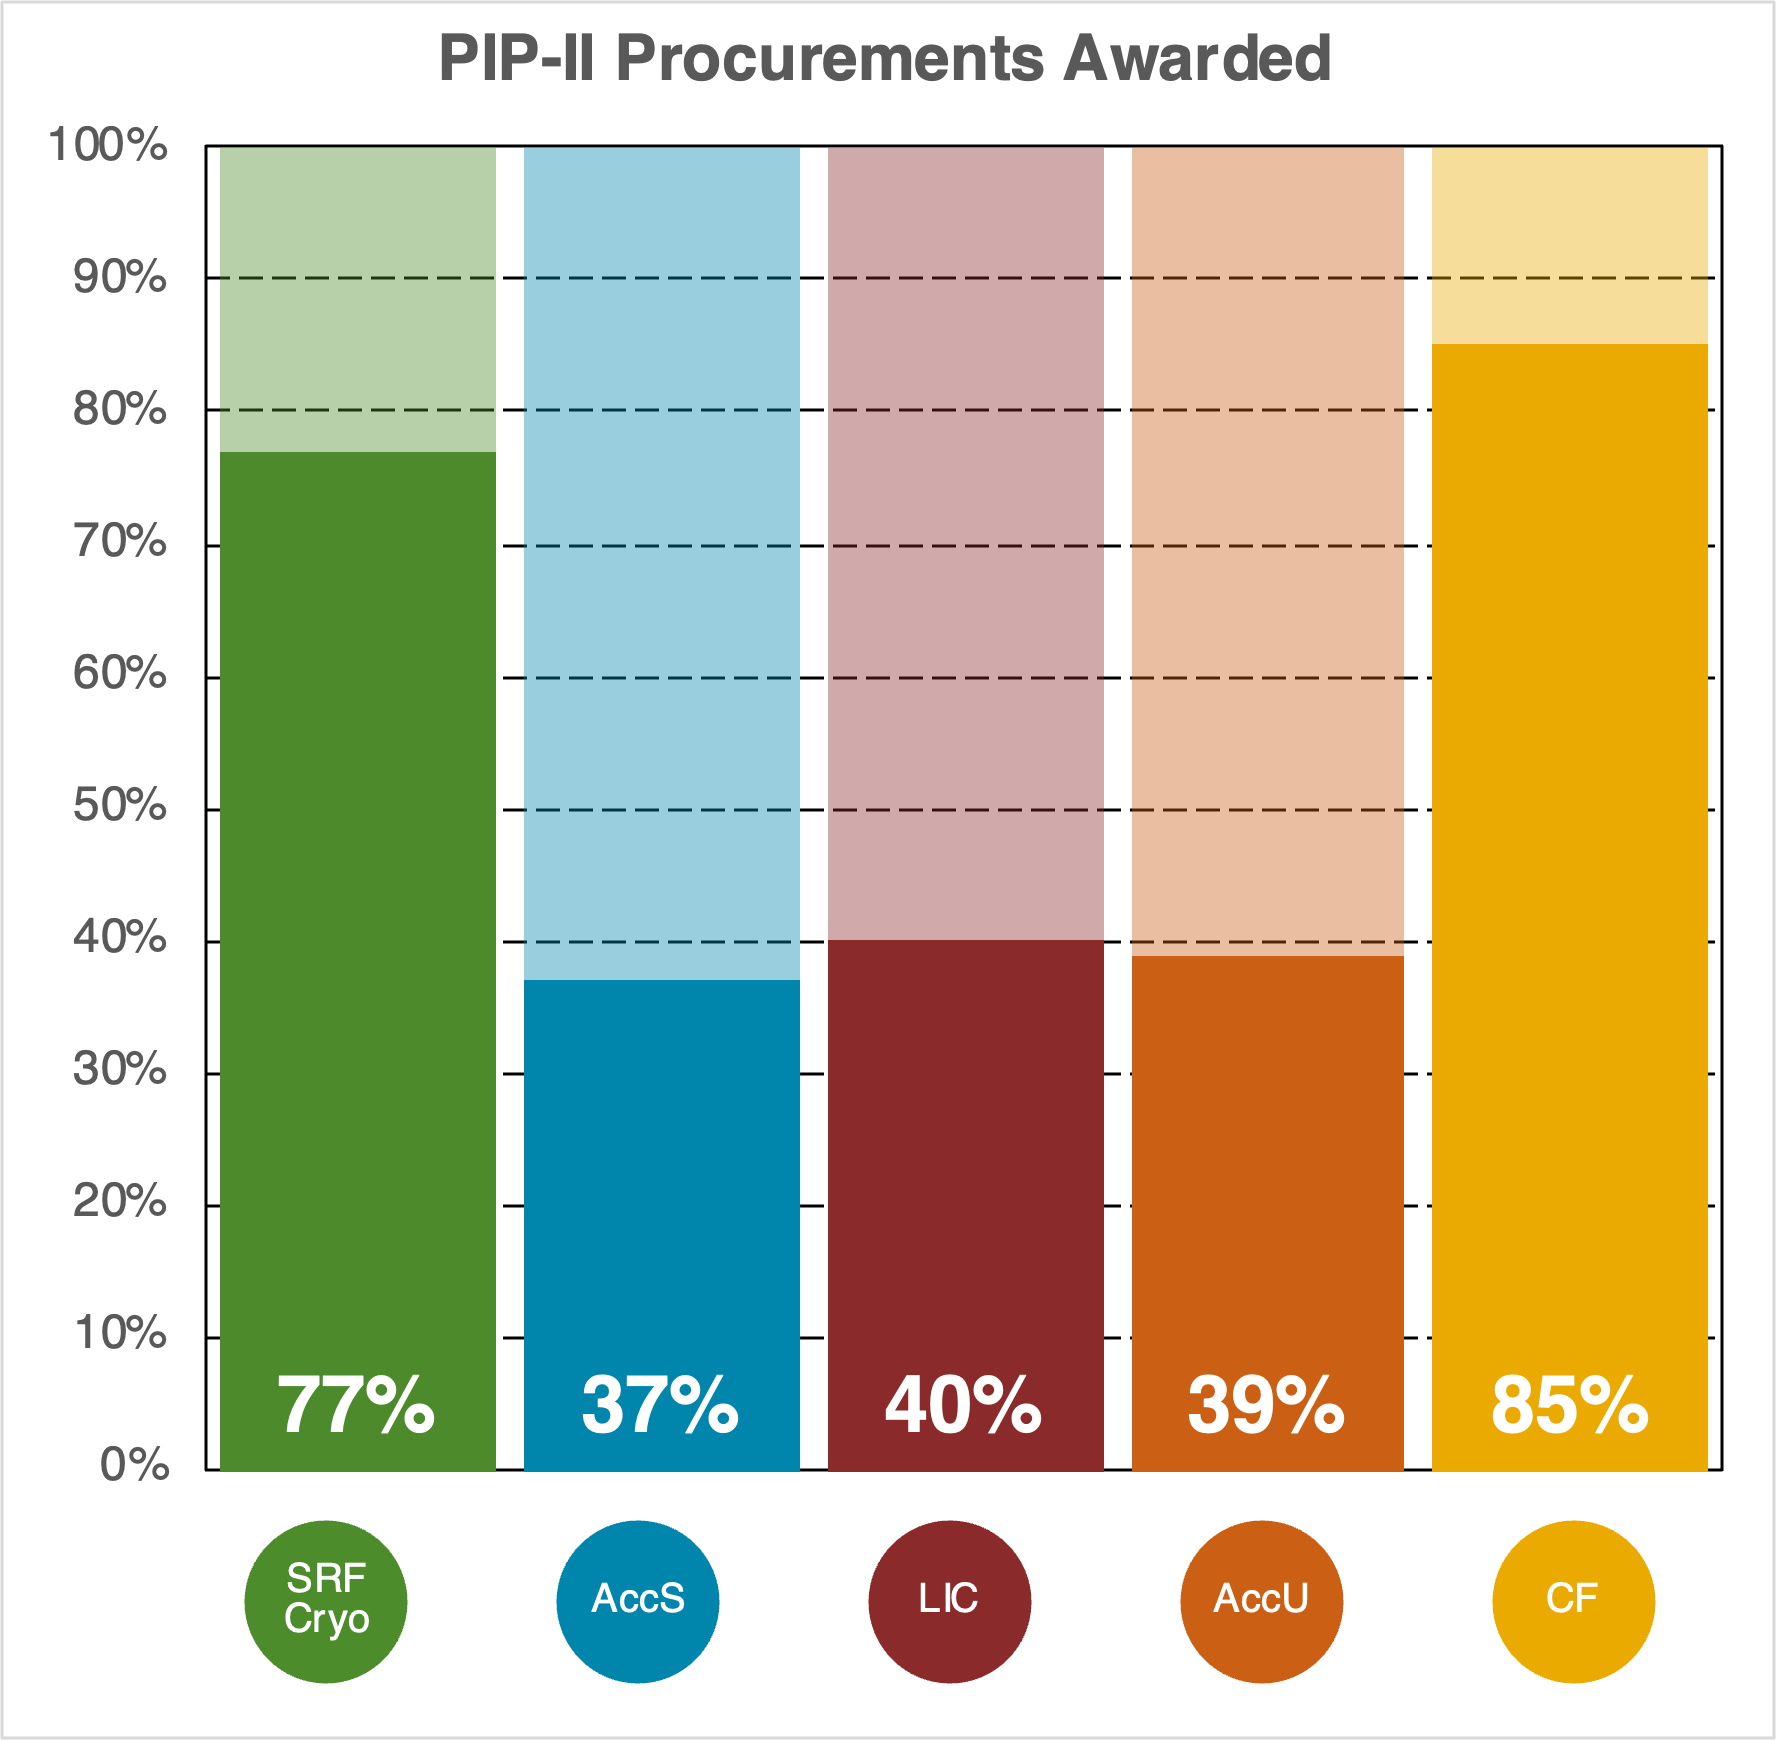 PIP-II Procurements Awarded
100%
90%
80%
70%
60%
50%
40%
30%
20%
10%
0%
77%
37%
40%
39%
85%
SRF
Cryo
AccS
LIC
AccU
CF